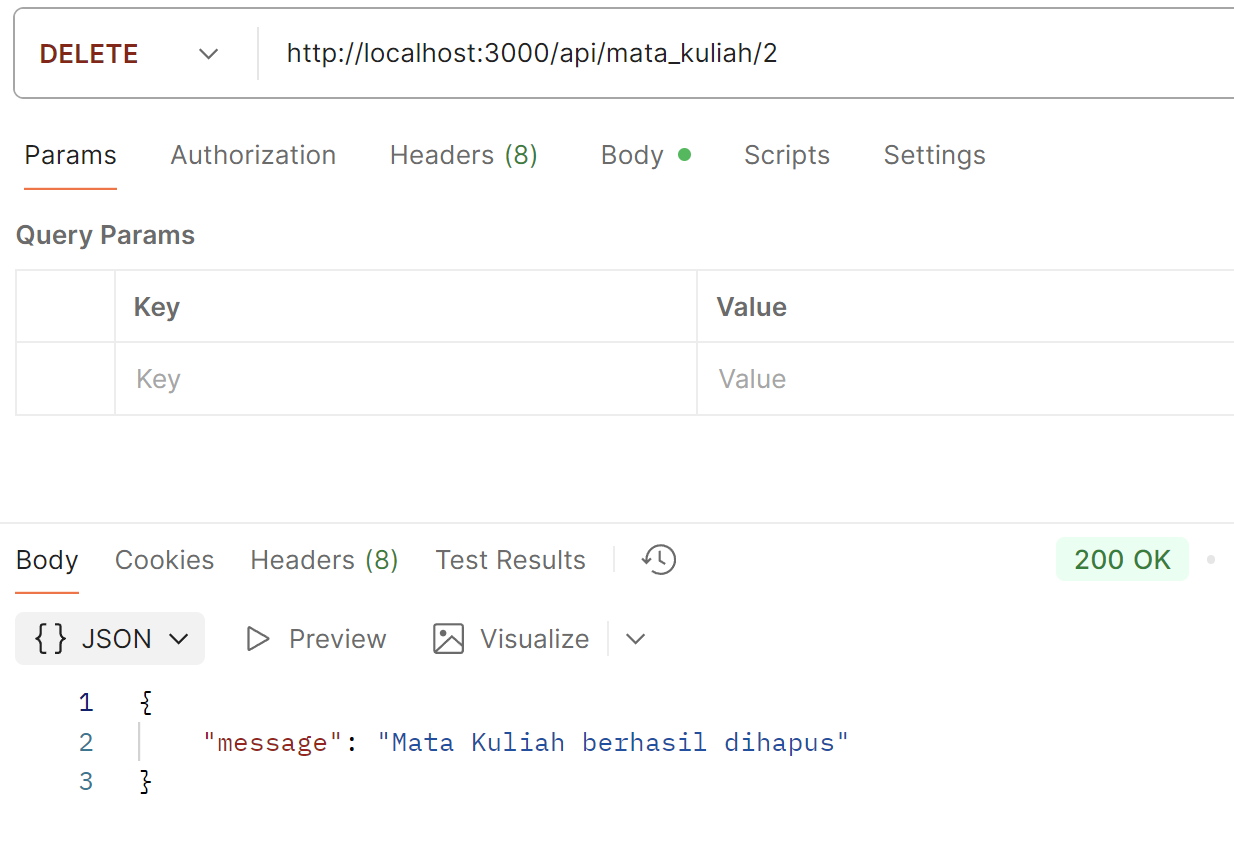 DELETE http://localhost:3000/api/mata_kuliah/2
Params Authorization Headers (8) Body Scripts Settings
Query Params
Key Value
Key Value
Body Cookies Headers (8) Test Results 200 OK
{} JSON Preview Visualize
1 {
2 "message": "Mata Kuliah berhasil dihapus"
3 }